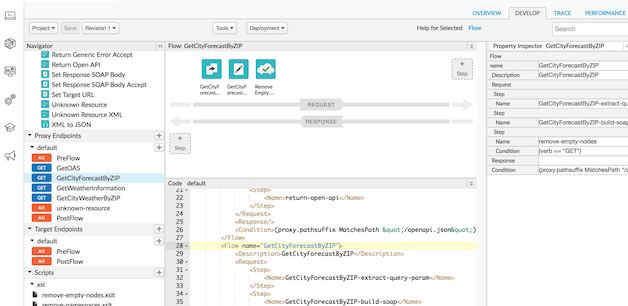 OVERVIEW DEVELOP TRACE PERFORMANCE
Project Save Revision 1 Tools Deployment Help for Selected Flow Search
Navigator
Return Generic Error Accept
Return Open API
Set Response SOAP Body
Set Response SOAP Body Accept
Set Target URL
Unknown Resource
Unknown Resource XML
XML to JSON
Proxy Endpoints
default
All PreFlow
GET GetOAS
GET GetCityForecastByZIP
GET GetWeatherInformation
GET GetCityWeatherByZIP
All unknown-resource
All PostFlow
Target Endpoints
default
All PreFlow
All PostFlow
Scripts
xsl
remove-empty-nodes.xslt
Flow: GetCityForecastByZIP
GetCityF
orecast...
GetCityF
orecast...
Remove
Empty ...
+
Step
REQUEST
RESPONSE
+
Step
Code default
21 <Step>
22 <Name>return-open-api</Name>
23 </Step>
24 </Request>
25 <Response/>
26 <Condition>(proxy.pathsuffix MatchesPath &quot;/openapi.json&quot;)
27 </Flow>
28 <Flow name="GetCityForecastByZIP">
29 <Description>GetCityForecastByZIP</Description>
30 <Request>
31 <Step>
32 <Name>GetCityForecastByZIP-extract-query-param</Name>
33 </Step>
34 <Step>
35 <Name>GetCityForecastByZIP-build-soap</Name>
Property Inspector GetCityForecastByZIP
Flow
name GetCityForecastByZIP
Description GetCityForecastByZIP
Request
Step
Name GetCityForecastByZIP-extract-qu
Step
Name GetCityForecastByZIP-build-soap
Step
Name remove-empty-nodes
Condition (verb == "GET")
Response
Condition (proxy.pathsuffix MatchesPath "/c